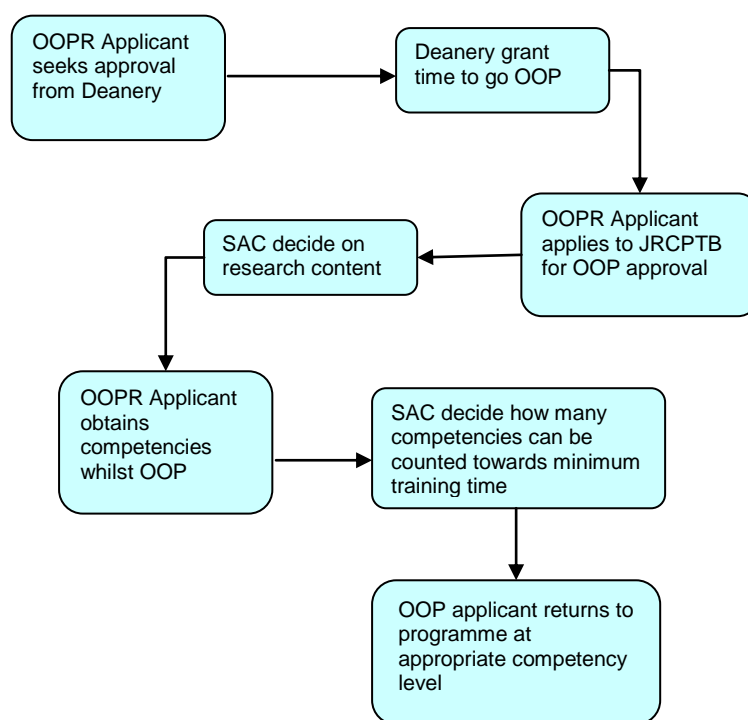 OOPR Applicant
seeks approval
from Deanery
Deanery grant
time to go OOP
OOPR Applicant
applies to JRCPTB
for OOP approval
SAC decide on
research content
OOPR Applicant
obtains
competencies
whilst OOP
SAC decide how many
competencies can be
counted towards minimum
training time
OOP applicant returns to
programme at
appropriate competency
level